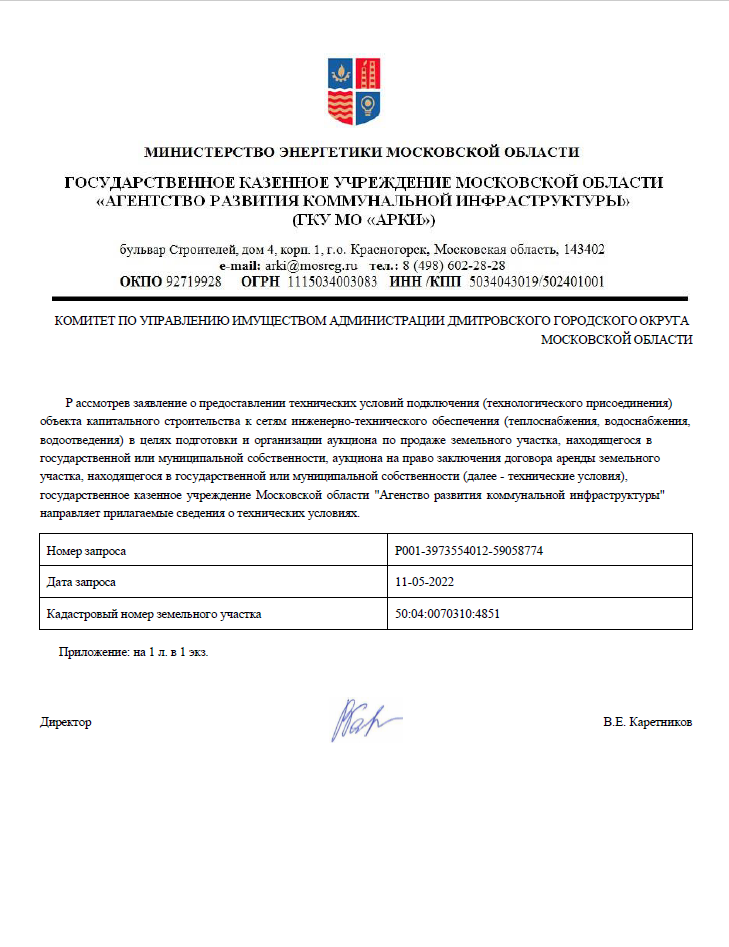 МИНИСТЕРСТВО ЭНЕРГЕТИКИ МОСКОВСКОЙ ОБЛАСТИ
ГОСУДАРСТВЕННОЕ КАЗЕННОЕ УЧРЕЖДЕНИЕ МОСКОВСКОЙ ОБЛАСТИ
«АГЕНТСТВО РАЗВИТИЯ КОММУНАЛЬНОЙ ИНФРАСТРУКТУРЫ»
(ГКУ МО «АРКИ»)
бульвар Строителей, дом 4, корп. 1, г.о. Красногорск, Московская область, 143402
e-mail: arki@mosreg.ru тел.: 8 (498) 602-28-28
ОКПО 92719928 ОГРН 1115034003083 ИНН /КПП 5034043019/502401001
КОМИТЕТ ПО УПРАВЛЕНИЮ ИМУЩЕСТВОМ АДМИНИСТРАЦИИ ДМИТРОВСКОГО ГОРОДСКОГО ОКРУГА
МОСКОВСКОЙ ОБЛАСТИ
Р ассмотрев заявление о предоставлении технических условий подключения (технологического присоединения)
объекта капитального строительства к сетям инженерно-технического обеспечения (теплоснабжения, водоснабжения,
водоотведения) в целях подготовки и организации аукциона по продаже земельного участка, находящегося в
государственной или муниципальной собственности, аукциона на право заключения договора аренды земельного
участка, находящегося в государственной или муниципальной собственности (далее - технические условия),
государственное казенное учреждение Московской области "Агенство развития коммунальной инфраструктуры"
направляет прилагаемые сведения о технических условиях.
Номер запроса P001-3973554012-59058774
Дата запроса 11-05-2022
Кадастровый номер земельного участка 50:04:0070310:4851
Приложение: на 1 л. в 1 экз.
Директор В.Е. Каретников